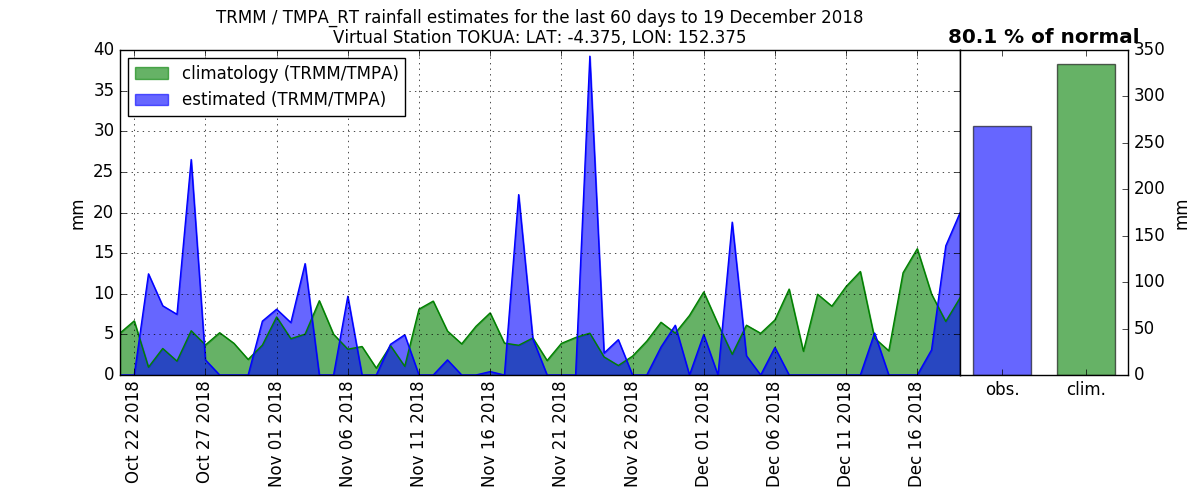 TRMM / TMPA_RT rainfall estimates for the last 60 days to 19 December 2018
Virtual Station TOKUA: LAT: -4.375, LON: 152.375
80.1 % of normal
climatology (TRMM/TMPA)
estimated (TRMM/TMPA)
mm
40
35
30
25
20
15
10
5
0
Oct 22 2018
Oct 27 2018
Nov 01 2018
Nov 06 2018
Nov 11 2018
Nov 16 2018
Nov 21 2018
Nov 26 2018
Dec 01 2018
Dec 06 2018
Dec 11 2018
Dec 16 2018
350
300
250
200
150
100
50
0
mm
obs.
clim.